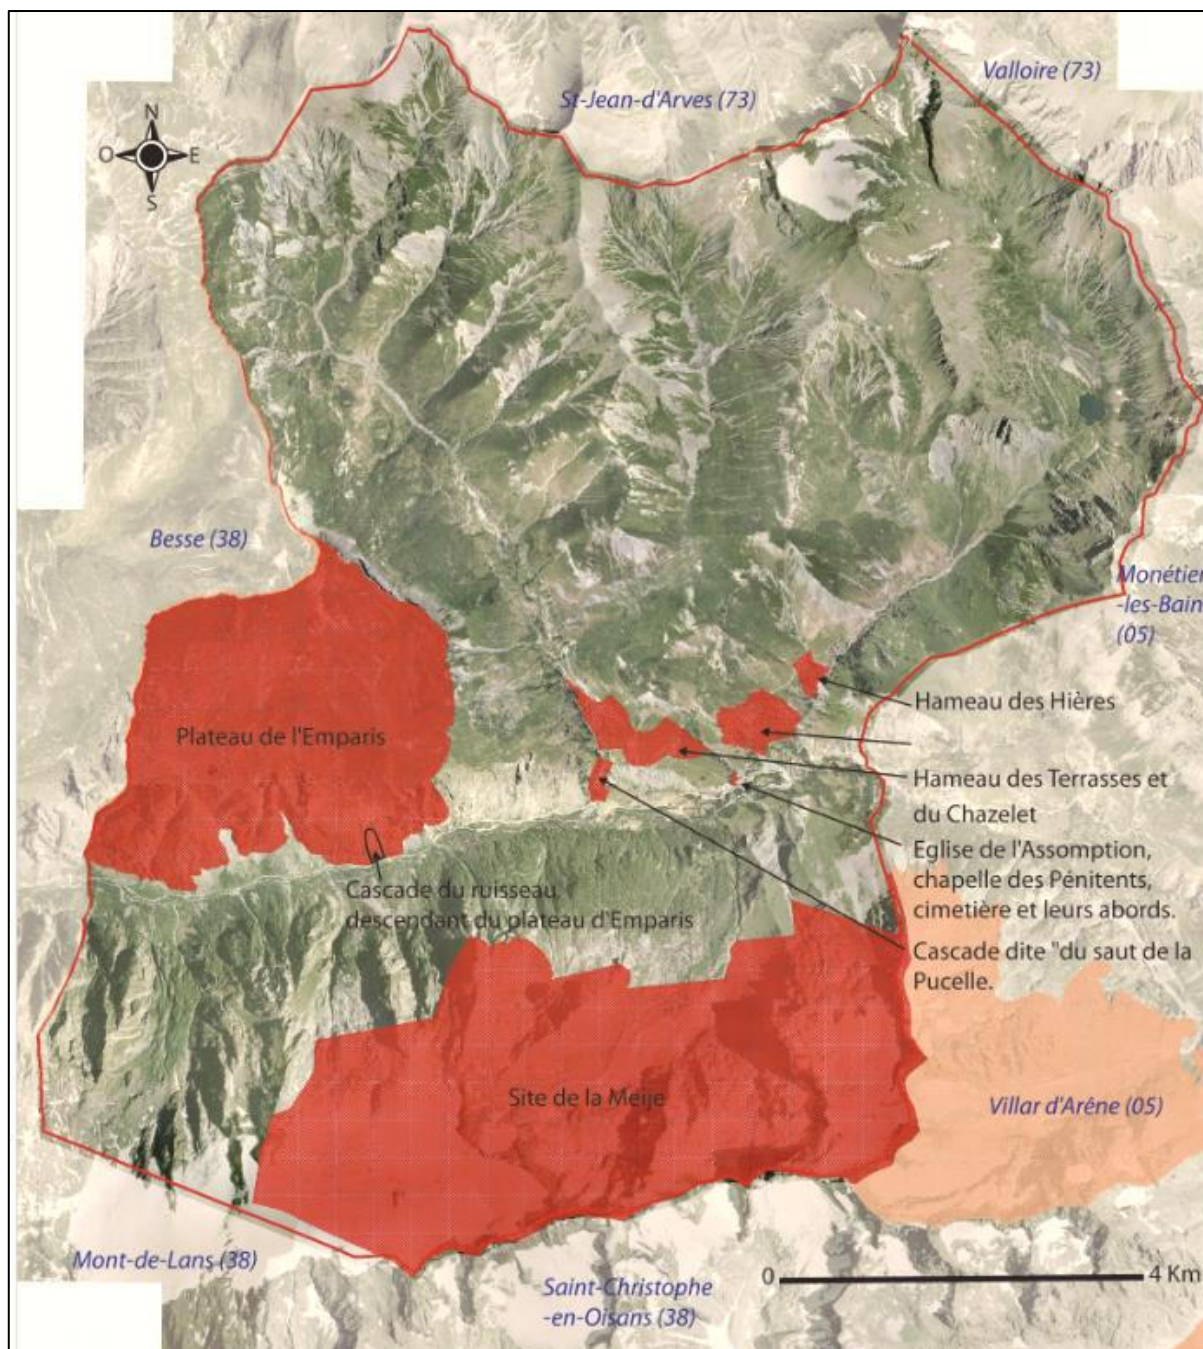 Valloire (73)
St-Jean-d'Arves (73)
N
O E
S
Besse (38)
Monétier
-les-Bain
(05)
Hameau des Hières
Plateau de l'Emparis
Hameau des Terrasses et
du Chazelet
Eglise de l'Assomption,
chapelle des Pénitents,
cimetière et leurs abords.
Cascade du ruisseau
descendant du plateau d'Emparis
Cascade dite "du saut de la
Pucelle.
Site de la Meije
Villar d'Arêne (05)
Mont-de-Lans (38)
Saint-Christophe
-en-Oisans (38)
0 4 Km